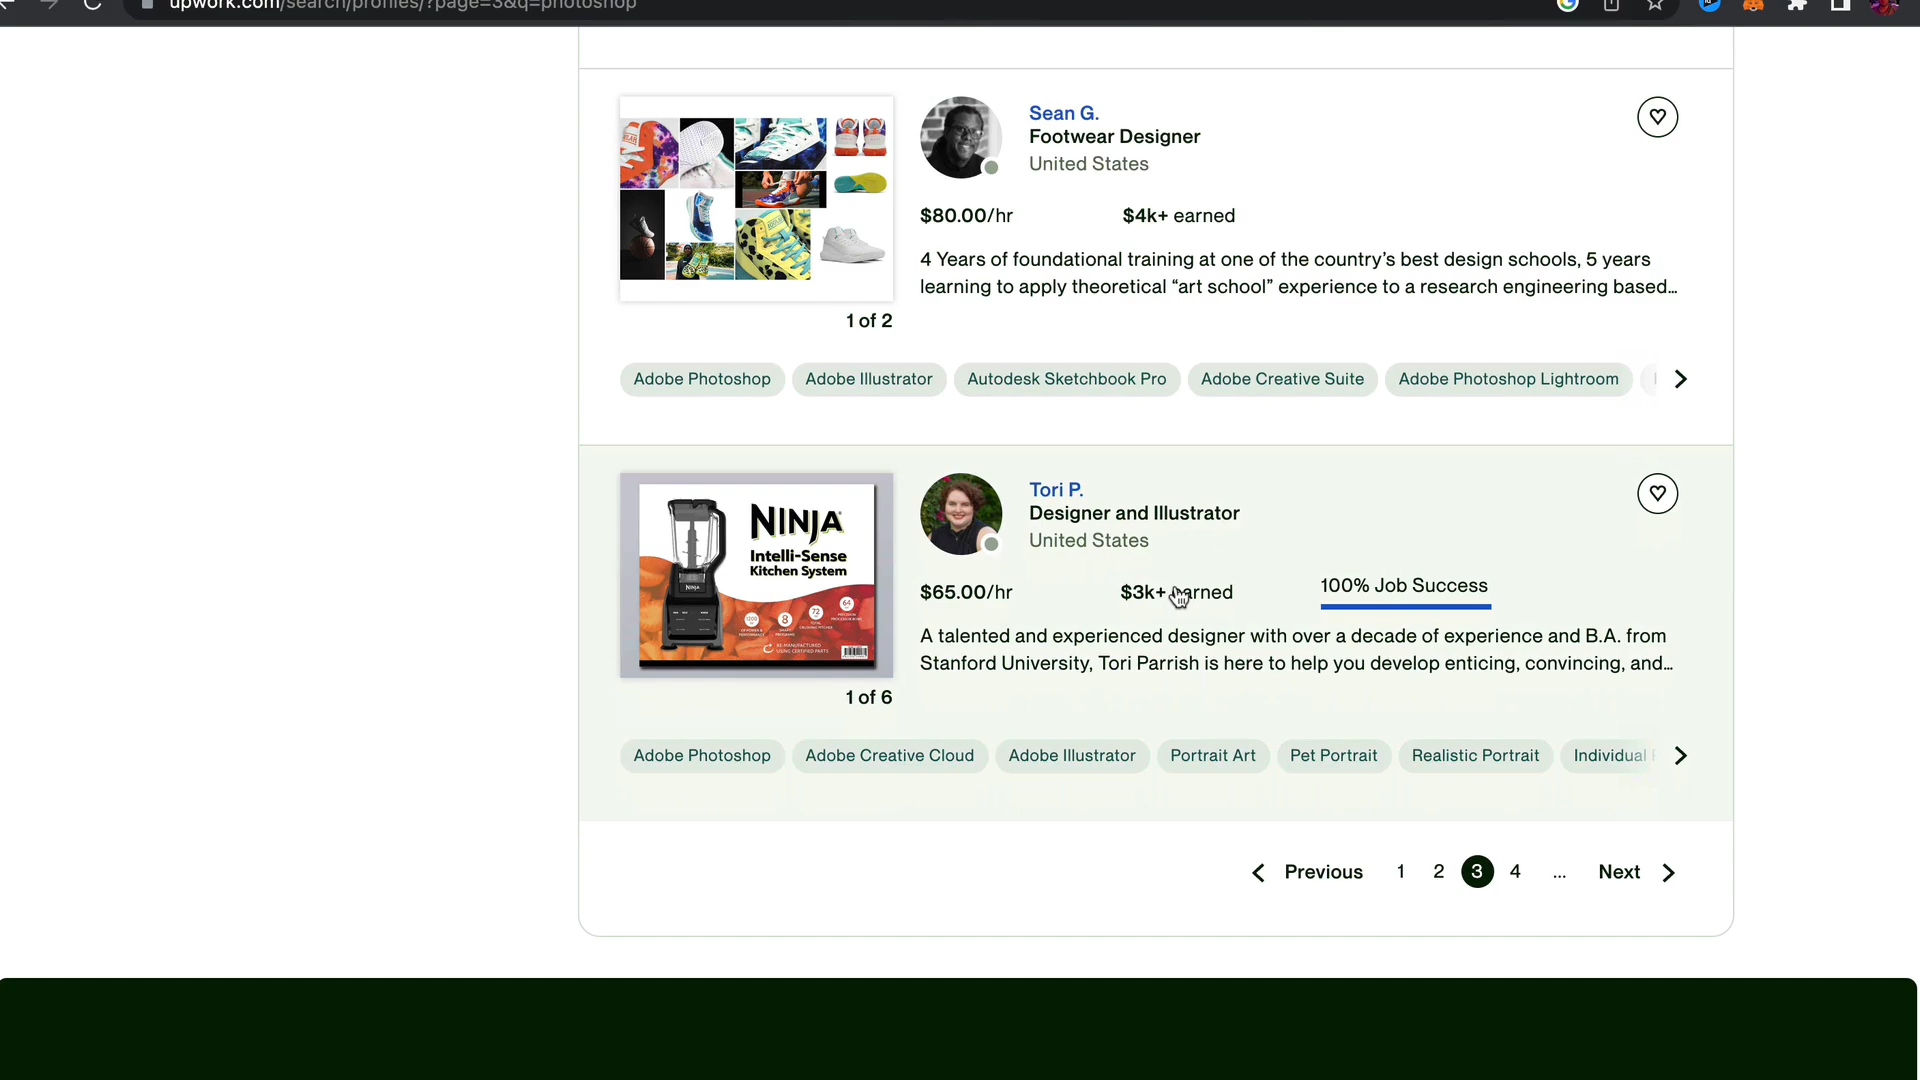 upwork.com/search/profiles/?page=3&q=photoshop
Sean G.
Footwear Designer
United States
$80.00/hr
$4k+ earned
4 Years of foundational training at one of the country's best design schools, 5 years
learning to apply theoretical “art school” experience to a research engineering based...
1 of 2
Adobe Photoshop
Adobe Illustrator
Autodesk Sketchbook Pro
Adobe Creative Suite
Adobe Photoshop Lightroom
NINJA
Intelli-Sense
Kitchen System
NINJA
1200
8
72
64
Tori P.
Designer and Illustrator
United States
$65.00/hr
$3k+ earned
100% Job Success
A talented and experienced designer with over a decade of experience and B.A. from
Stanford University, Tori Parrish is here to help you develop enticing, convincing, and...
1 of 6
Adobe Photoshop
Adobe Creative Cloud
Adobe Illustrator
Portrait Art
Pet Portrait
Realistic Portrait
Individual
Previous 1 2 3 4 ... Next